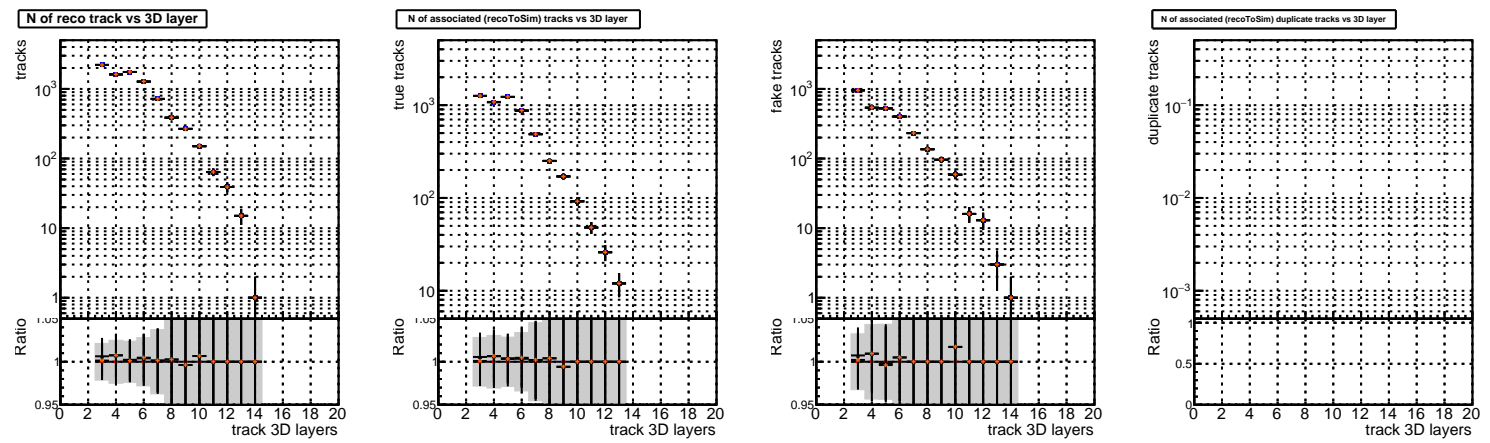 N of reco track vs 3D layer
tracks
10³
10²
10
1
Ratio
1.05
1
0.95
0 2 4 6 8 10 12 14 16 18 20
track 3D layers
N of associated (recoToSim) tracks vs 3D layer
true tracks
10³
10²
10
Ratio
1.05
1
0.95
0 2 4 6 8 10 12 14 16 18 20
track 3D layers
fake tracks
10³
10²
10
1
Ratio
1.05
1
0.95
0 2 4 6 8 10 12 14 16 18 20
track 3D layers
N of associated (recoToSim) duplicate tracks vs 3D layer
duplicate tracks
10⁻¹
10⁻²
10⁻³
Ratio
1
0.5
0
0 2 4 6 8 10 12 14 16 18 20
track 3D layers